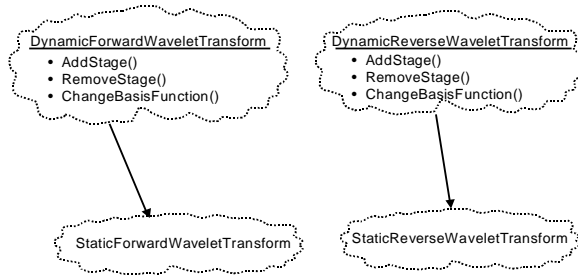 DynamicForwardWaveletTransform
• AddStage()
• RemoveStage()
• ChangeBasisFunction()
DynamicReverseWaveletTransform
• AddStage()
• RemoveStage()
• ChangeBasisFunction()
StaticForwardWaveletTransform
StaticReverseWaveletTransform